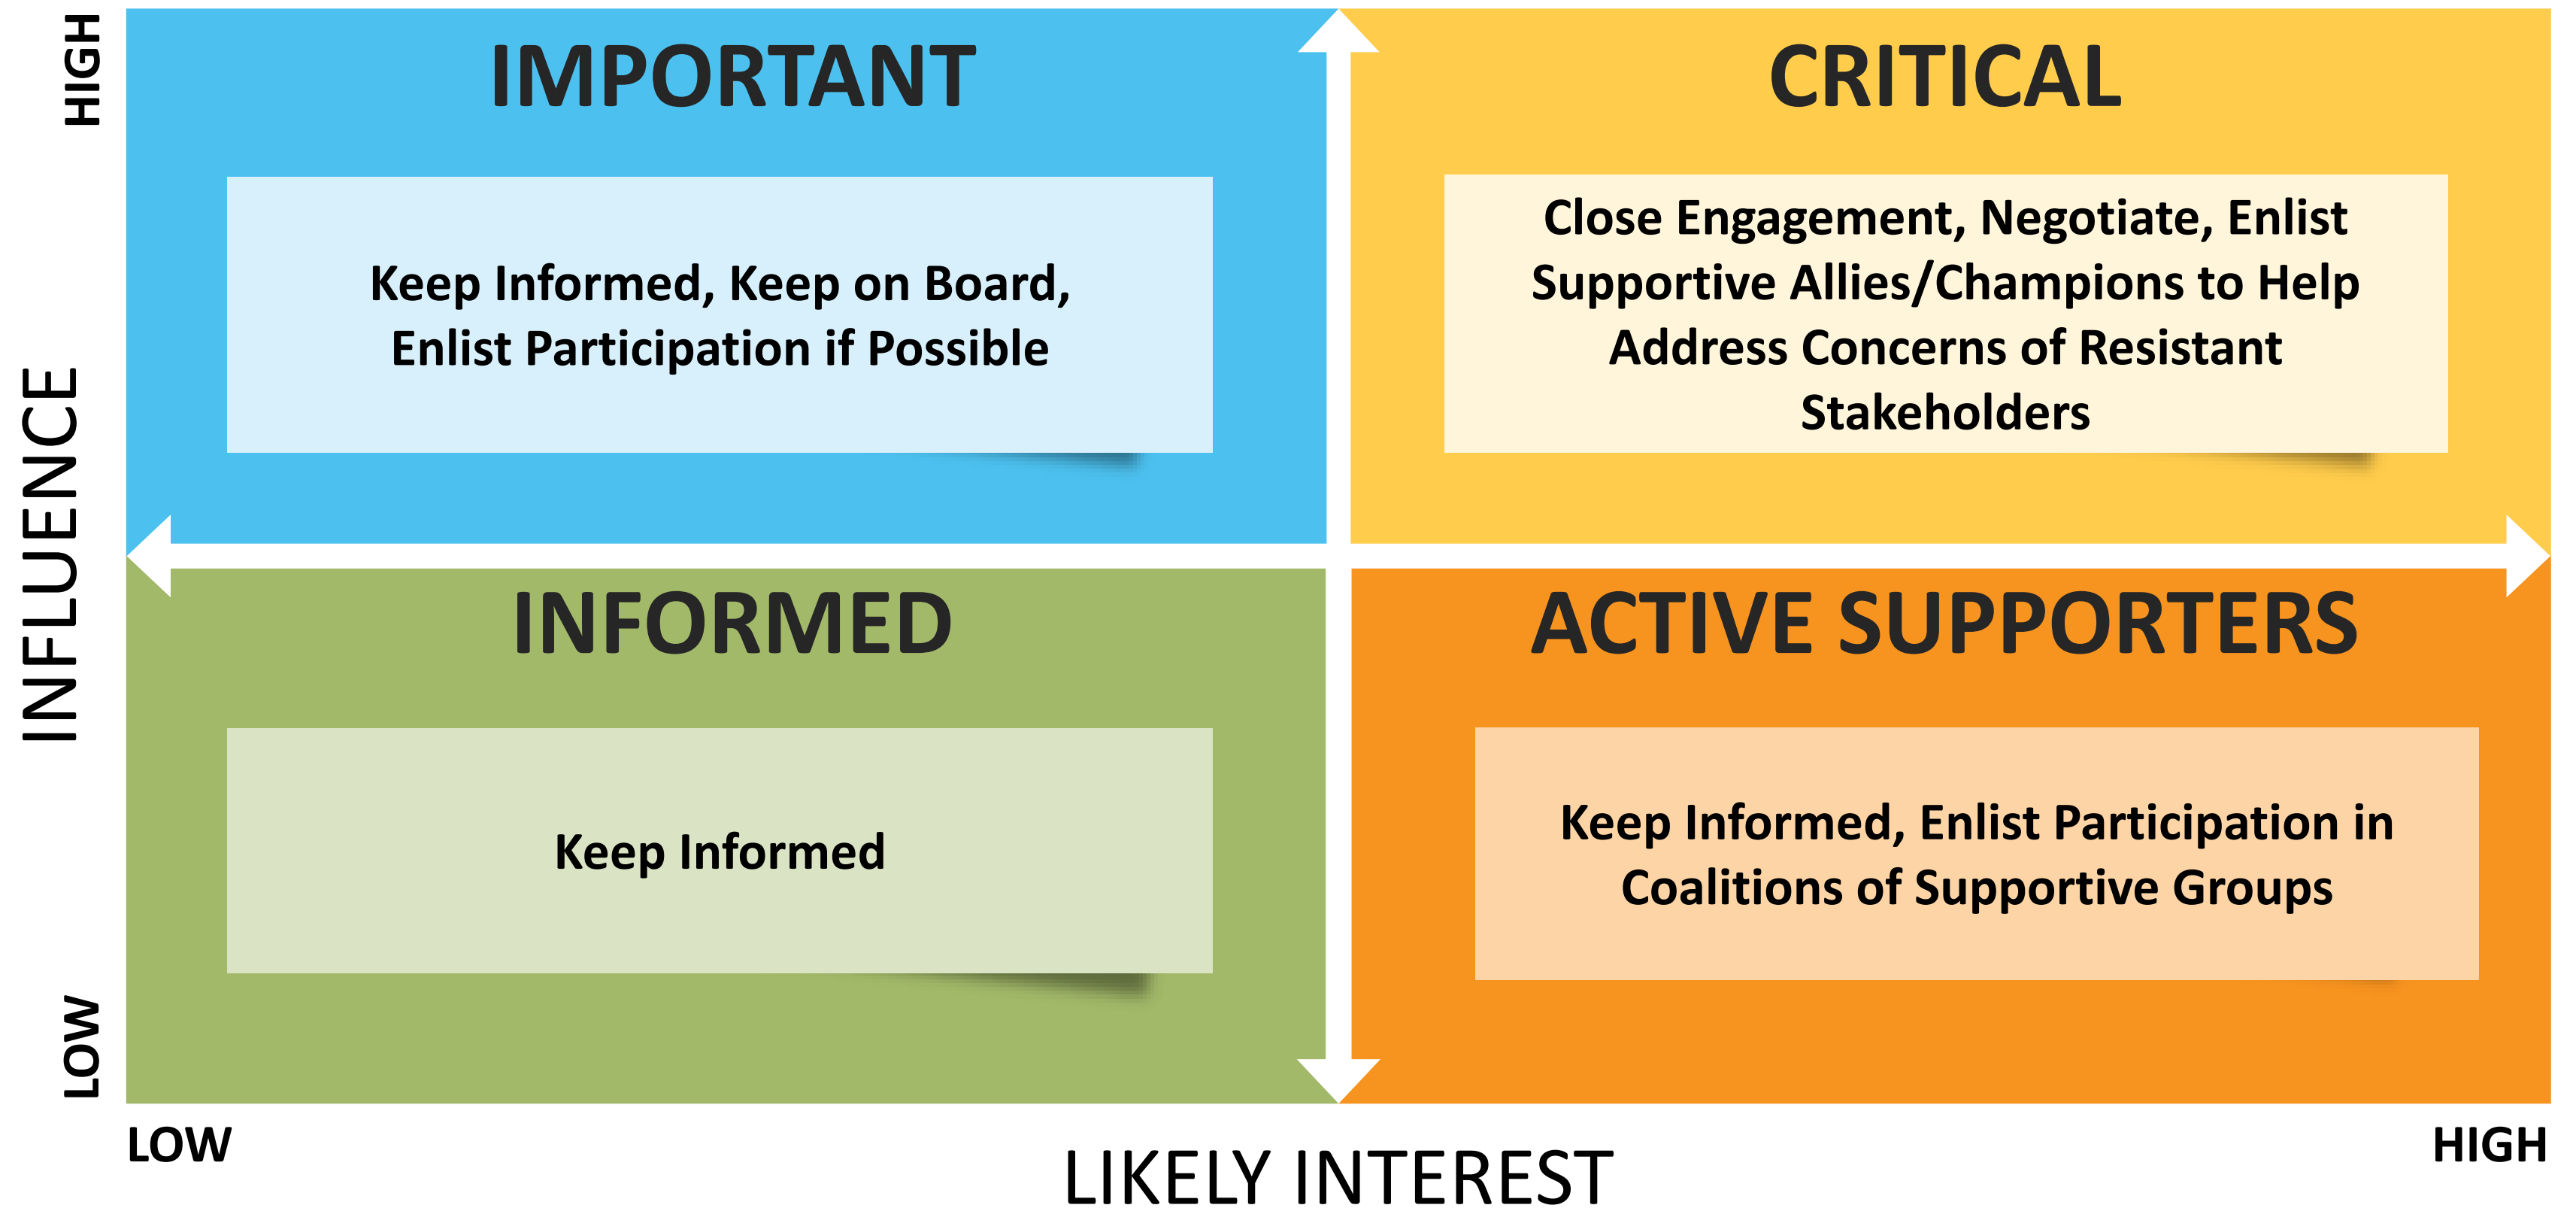 HIGH
INFLUENCE
LOW
IMPORTANT
Keep Informed, Keep on Board,
Enlist Participation if Possible
CRITICAL
Close Engagement, Negotiate, Enlist
Supportive Allies/Champions to Help
Address Concerns of Resistant
Stakeholders
INFORMED
Keep Informed
ACTIVE SUPPORTERS
Keep Informed, Enlist Participation in
Coalitions of Supportive Groups
LOW
LIKELY INTEREST
HIGH